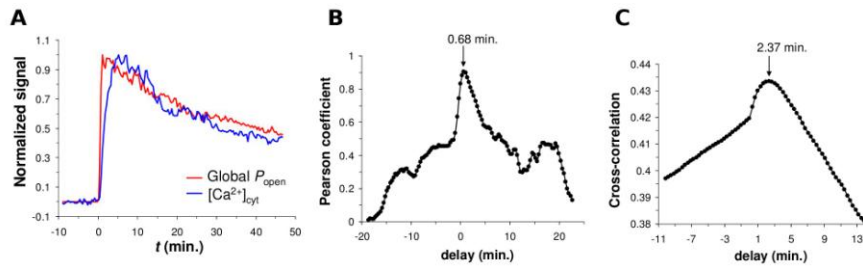 A
Normalized signal
1.1
0.9
0.7
0.5
0.3
0.1
-0.1
-10 0 10 20 30 40 50
t (min.)
Global Popen
[Ca2+]cyt
B
0.68 min.
Pearson coefficient
1
0.8
0.6
0.4
0.2
0
-20 -10 0 10 20
delay (min.)
C
2.37 min.
Cross-correlation
0.44
0.43
0.42
0.41
0.4
0.39
0.38
-11 -7 -3 1 5 9 13
delay (min.)